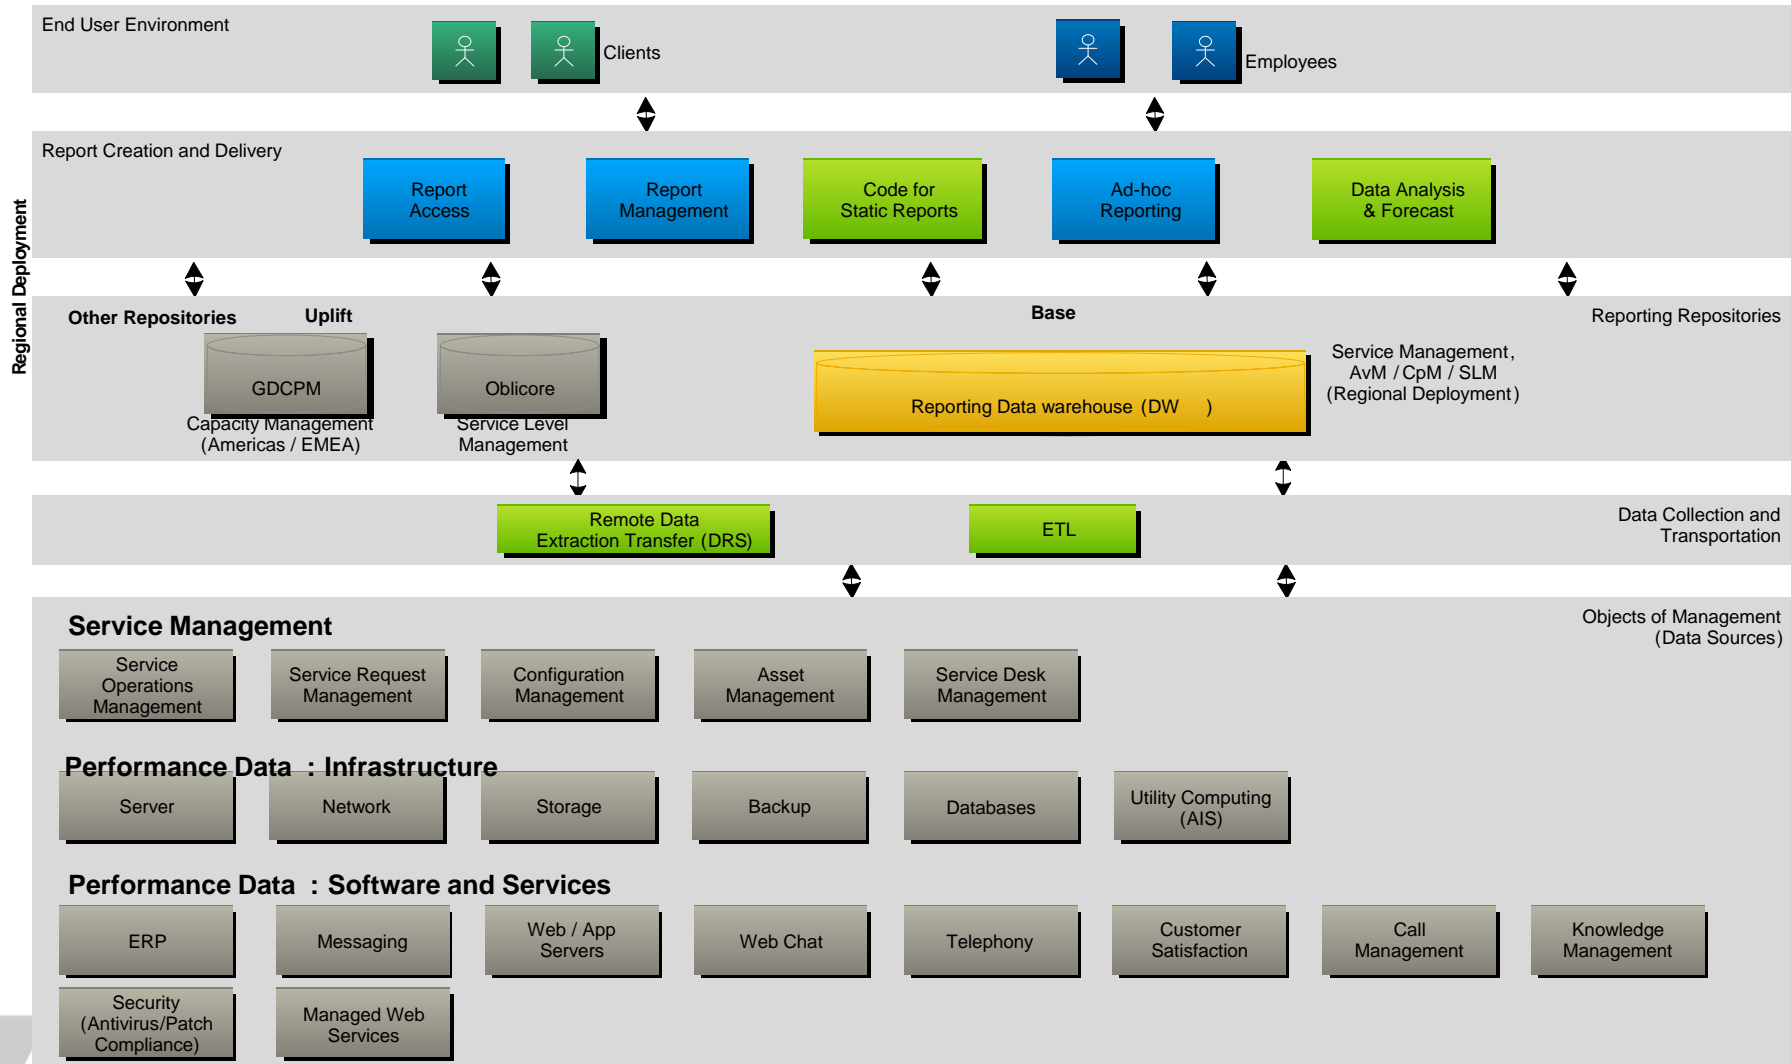 End User Environment
Clients
Employees
Regional Deployment
Report Creation and Delivery
Report
Access
Report
Management
Code for
Static Reports
Ad-hoc
Reporting
Data Analysis
& Forecast
Other Repositories
Uplift
Base
Reporting Repositories
GDCPM
Capacity Management
(Americas / EMEA)
Oblicore
Service Level
Management
Reporting Data warehouse (DW )
Service Management,
AvM / CpM / SLM
(Regional Deployment)
Remote Data
Extraction Transfer (DRS)
ETL
Data Collection and
Transportation
Objects of Management
(Data Sources)
Service Management
Service
Operations
Management
Service Request
Management
Configuration
Management
Asset
Management
Service Desk
Management
Performance Data : Infrastructure
Server
Network
Storage
Backup
Databases
Utility Computing
(AIS)
Performance Data : Software and Services
ERP
Messaging
Web / App
Servers
Web Chat
Telephony
Customer
Satisfaction
Call
Management
Knowledge
Management
Security
(Antivirus/Patch
Compliance)
Managed Web
Services